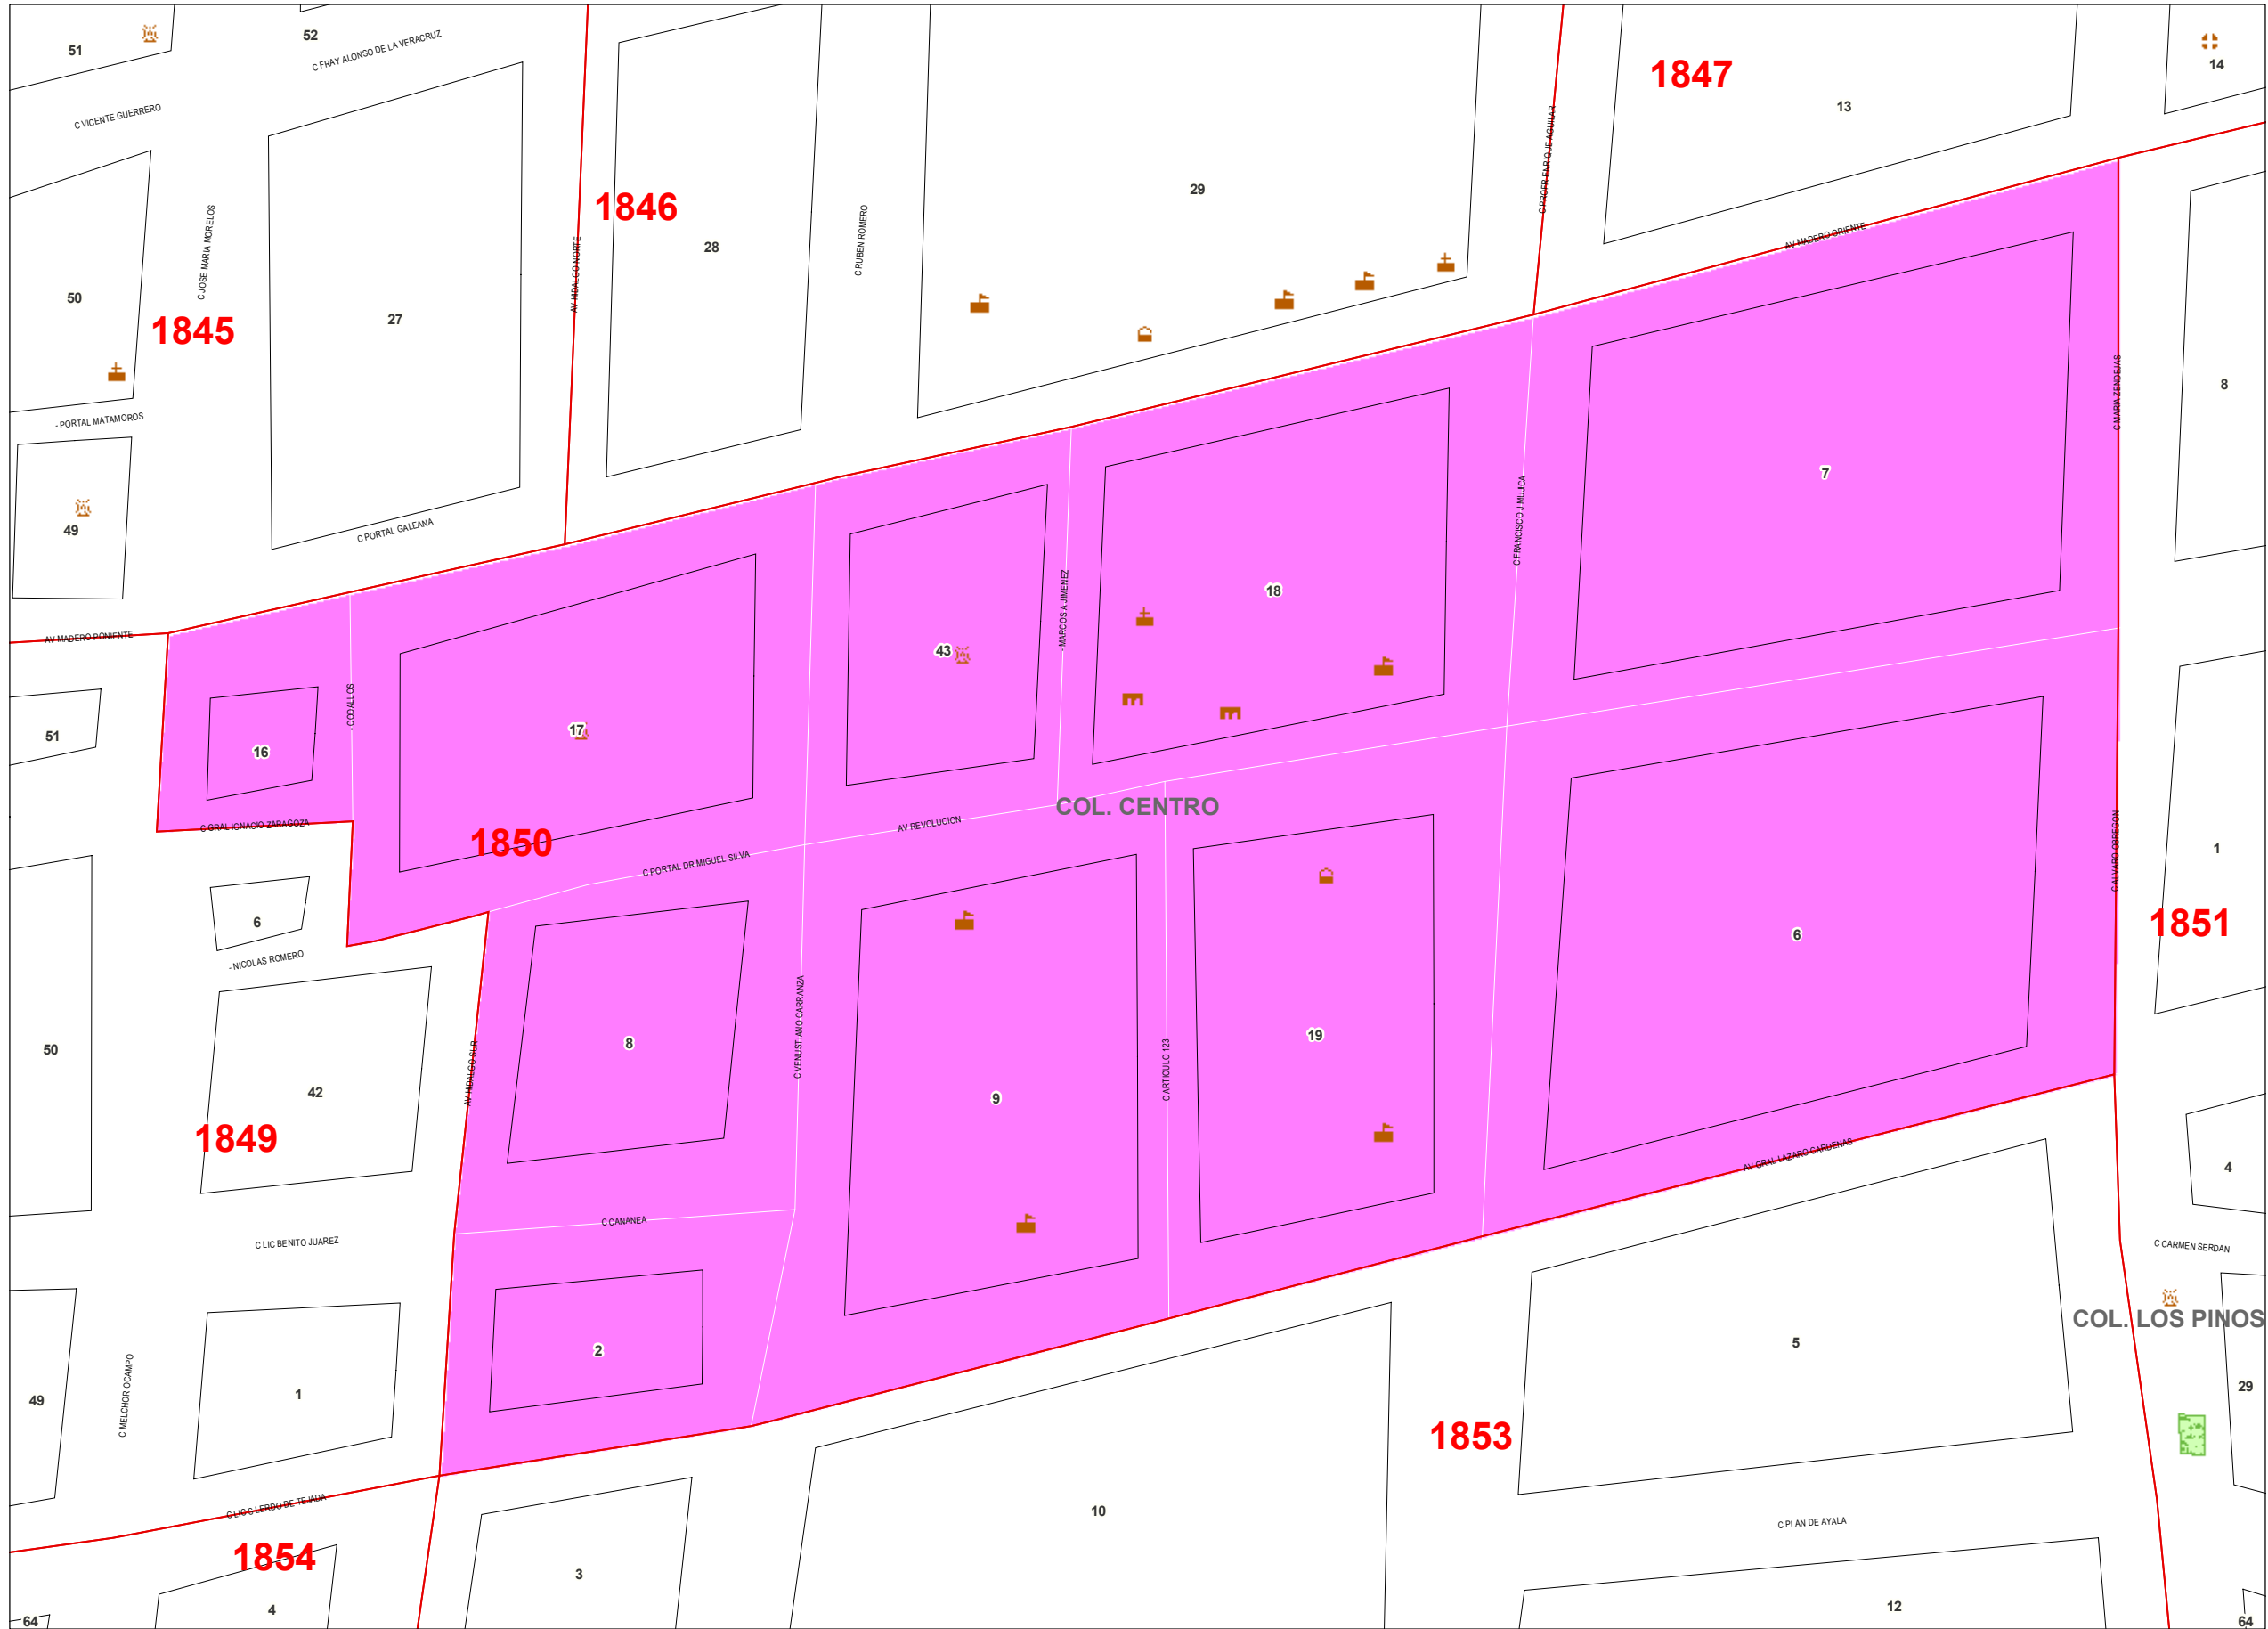 51
52
C FRAY ALONSO DE LA VERACRUZ
1847
14
13
C VICENTE GUERRERO
C PROFR ENRIQUE AGUILAR
1846
29
C JOSE MARIA MORELOS
AV HIDALGO NORTE
28
C RUBEN ROMERO
AV MADERO ORIENTE
50
27
1845
C MARIA ZENDEJAS
8
- PORTAL MATAMOROS
7
49
C PORTAL GALEANA
C FRANCISCO J MUJICA
18
- MARCOS A JIMENEZ
AV MADERO PONIENTE
43
- CODALLOS
51
16
17
COL. CENTRO
C GRAL IGNACIO ZARAGOZA
1850
AV REVOLUCION
C PORTAL DR MIGUEL SILVA
C ALVARO OBREGON
1
6
1851
6
- NICOLAS ROMERO
50
8
C VENUSTIANO CARRANZA
19
42
AV HIDALGO SUR
9
C ARTICULO 123
1849
AV GRAL LAZARO CARDENAS
4
C CANANEA
C LIC BENITO JUAREZ
C CARMEN SERDAN
COL. LOS PINOS
2
5
49
C MELCHOR OCAMPO
1
29
1853
C LIC S LERDO DE TEJADA
10
C PLAN DE AYALA
1854
3
4
12
64
64